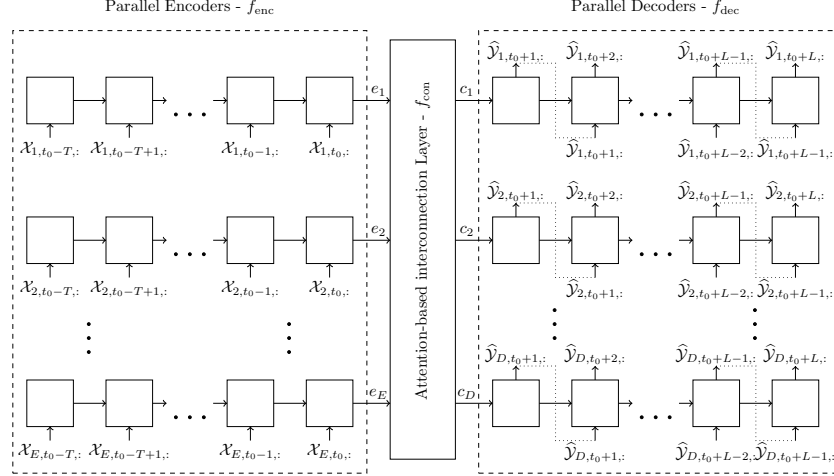 Parallel Encoders - f_enc
Parallel Decoders - f_dec
Ŷ_{1,t_0+1,:} Ŷ_{1,t_0+2,:} Ŷ_{1,t_0+L-1,:} Ŷ_{1,t_0+L,:}
e_1 c_1
...
X_{1,t_0-T,:} X_{1,t_0-T+1,:} X_{1,t_0-1,:} X_{1,t_0,:}
Ŷ_{1,t_0+1,:} Ŷ_{1,t_0+L-2,:} Ŷ_{1,t_0+L-1,:}
Attention-based interconnection Layer - f_con
Ŷ_{2,t_0+1,:} Ŷ_{2,t_0+2,:} Ŷ_{2,t_0+L-1,:} Ŷ_{2,t_0+L,:}
e_2 c_2
...
X_{2,t_0-T,:} X_{2,t_0-T+1,:} X_{2,t_0-1,:} X_{2,t_0,:}
Ŷ_{2,t_0+1,:} Ŷ_{2,t_0+L-2,:} Ŷ_{2,t_0+L-1,:}
Ŷ_{D,t_0+1,:} Ŷ_{D,t_0+2,:} Ŷ_{D,t_0+L-1,:} Ŷ_{D,t_0+L,:}
e_E c_D
...
X_{E,t_0-T,:} X_{E,t_0-T+1,:} X_{E,t_0-1,:} X_{E,t_0,:}
Ŷ_{D,t_0+1,:} Ŷ_{D,t_0+L-2,:} Ŷ_{D,t_0+L-1,:}